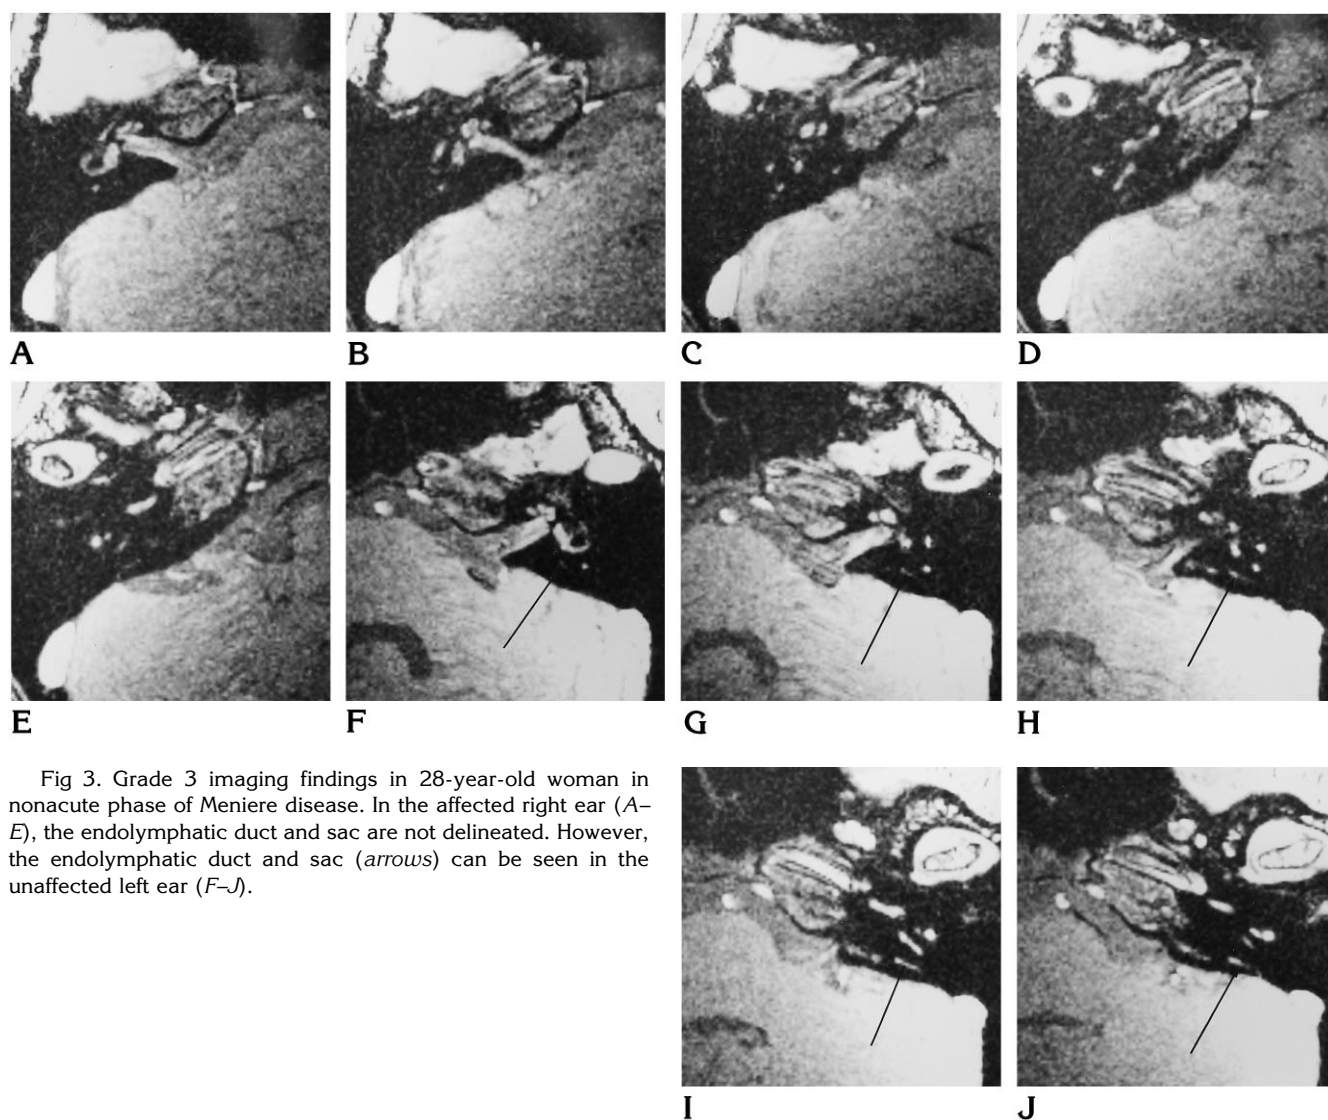 A
B
C
D
E
F
G
H
Fig 3. Grade 3 imaging findings in 28-year-old woman in
nonacute phase of Meniere disease. In the affected right ear (A–
E), the endolymphatic duct and sac are not delineated. However,
the endolymphatic duct and sac (arrows) can be seen in the
unaffected left ear (F–J).
I
J